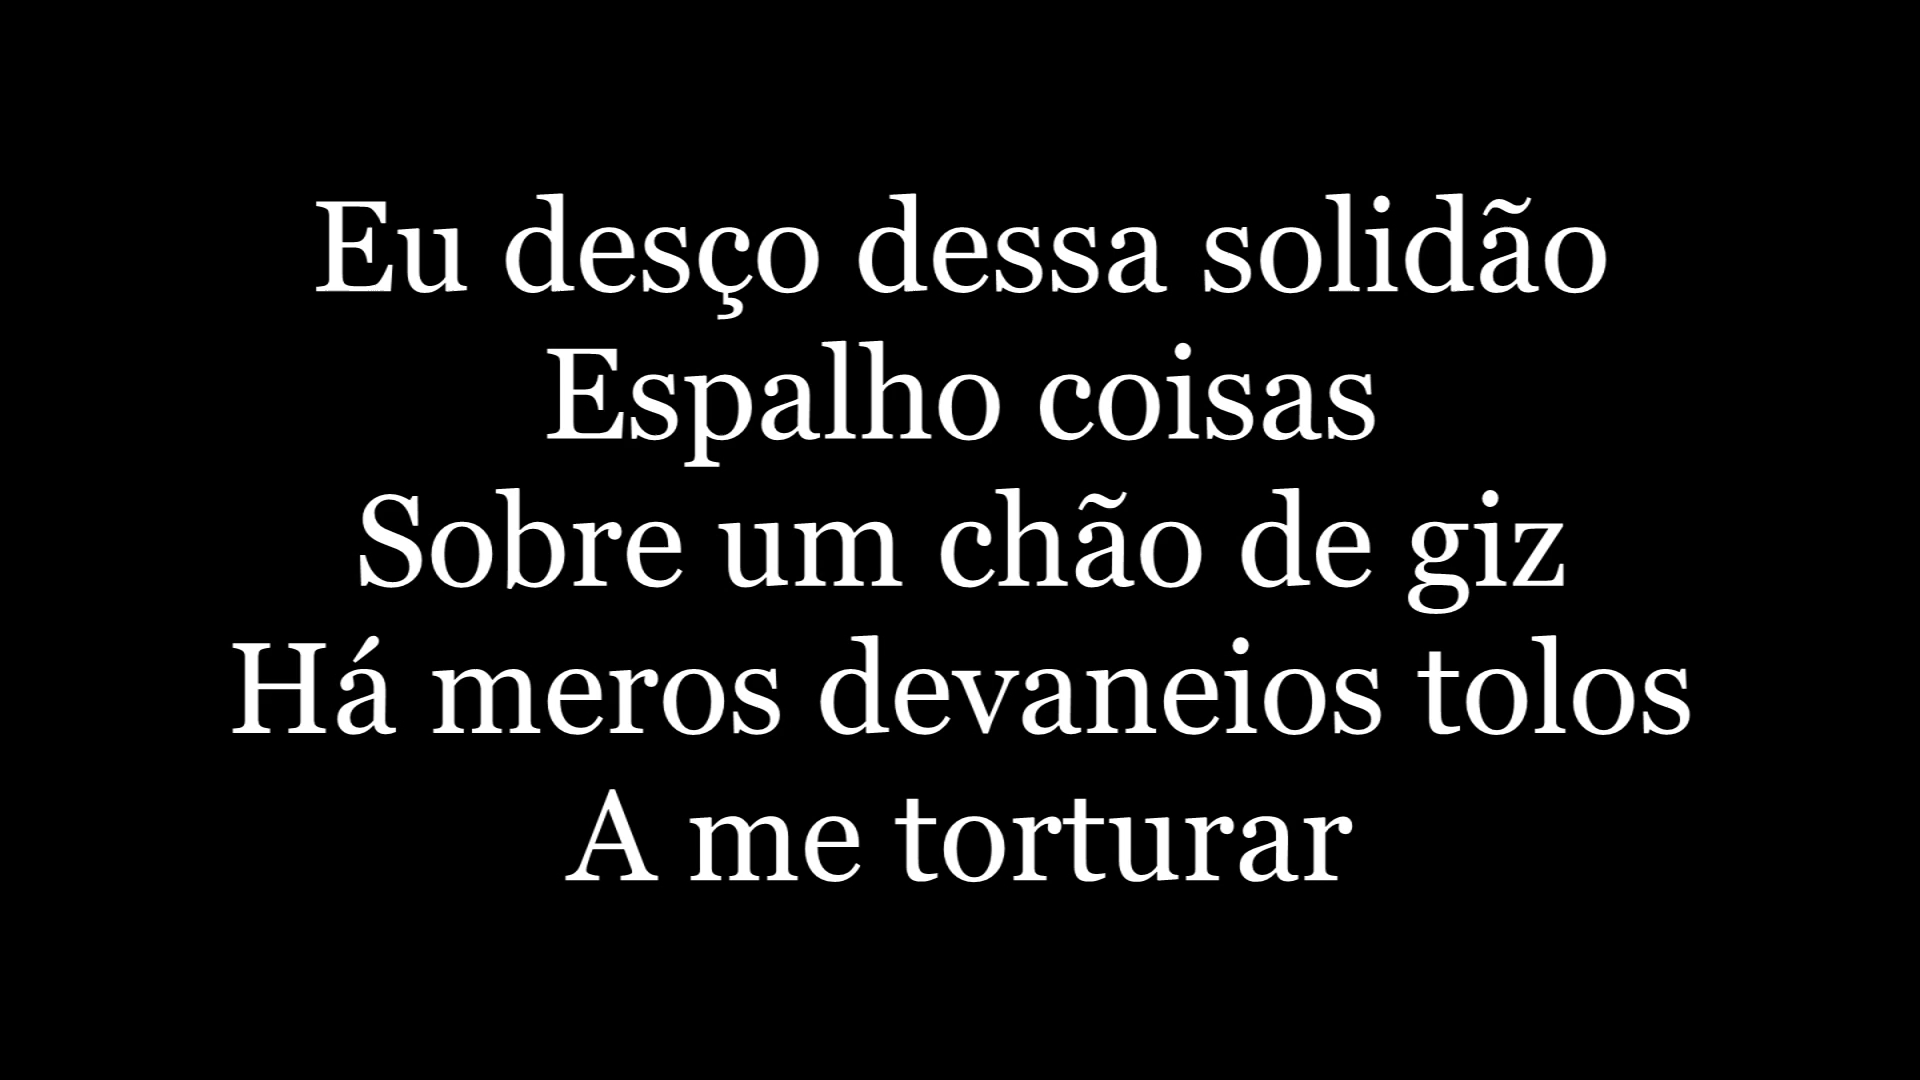 Eu desço dessa solidão
Espalho coisas
Sobre um chão de giz
Há meros devaneios tolos
A me torturar